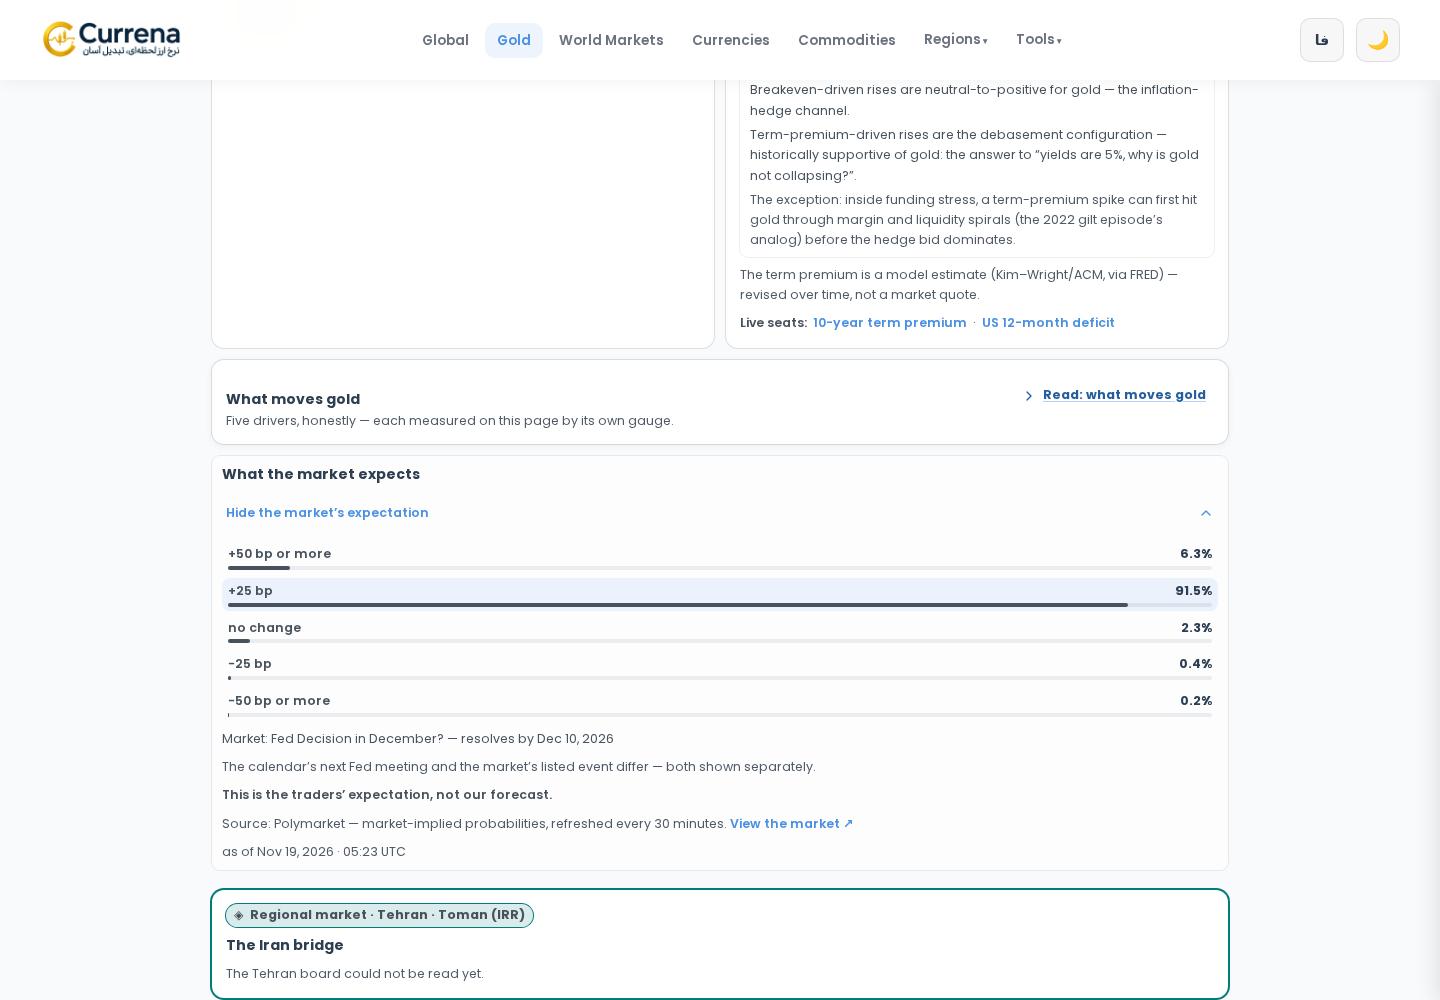 Currena
نرخ ارز لحظه‌ای، تبدیل آسان
Global
Gold
World Markets
Currencies
Commodities
Regions ▾
Tools ▾
فا
Breakeven-driven rises are neutral-to-positive for gold — the inflation-
hedge channel.
Term-premium-driven rises are the debasement configuration —
historically supportive of gold: the answer to “yields are 5%, why is gold
not collapsing?”.
The exception: inside funding stress, a term-premium spike can first hit
gold through margin and liquidity spirals (the 2022 gilt episode’s
analog) before the hedge bid dominates.
The term premium is a model estimate (Kim–Wright/ACM, via FRED) —
revised over time, not a market quote.
Live seats: 10-year term premium · US 12-month deficit
What moves gold
Five drivers, honestly — each measured on this page by its own gauge.
Read: what moves gold
What the market expects
Hide the market’s expectation
+50 bp or more 6.3%
+25 bp 91.5%
no change 2.3%
-25 bp 0.4%
-50 bp or more 0.2%
Market: Fed Decision in December? — resolves by Dec 10, 2026
The calendar’s next Fed meeting and the market’s listed event differ — both shown separately.
This is the traders’ expectation, not our forecast.
Source: Polymarket — market-implied probabilities, refreshed every 30 minutes. View the market ↗
as of Nov 19, 2026 · 05:23 UTC
◈ Regional market · Tehran · Toman (IRR)
The Iran bridge
The Tehran board could not be read yet.